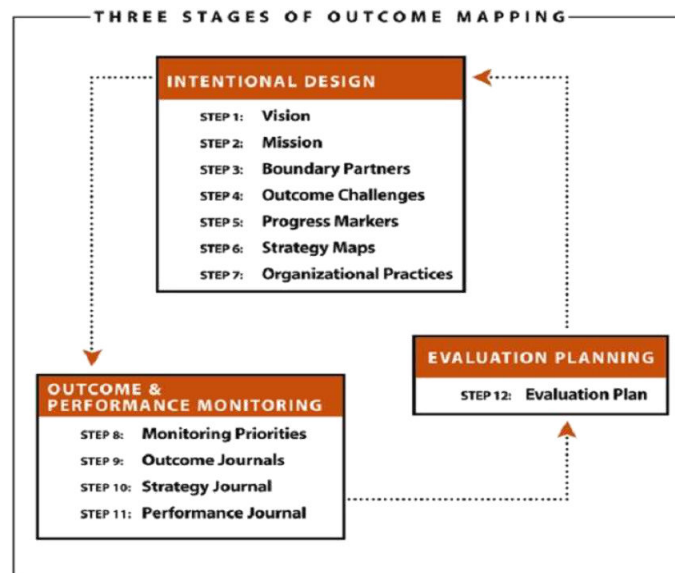 THREE STAGES OF OUTCOME MAPPING
INTENTIONAL DESIGN
STEP 1: Vision
STEP 2: Mission
STEP 3: Boundary Partners
STEP 4: Outcome Challenges
STEP 5: Progress Markers
STEP 6: Strategy Maps
STEP 7: Organizational Practices
OUTCOME &
PERFORMANCE MONITORING
STEP 8: Monitoring Priorities
STEP 9: Outcome Journals
STEP 10: Strategy Journal
STEP 11: Performance Journal
EVALUATION PLANNING
STEP 12: Evaluation Plan